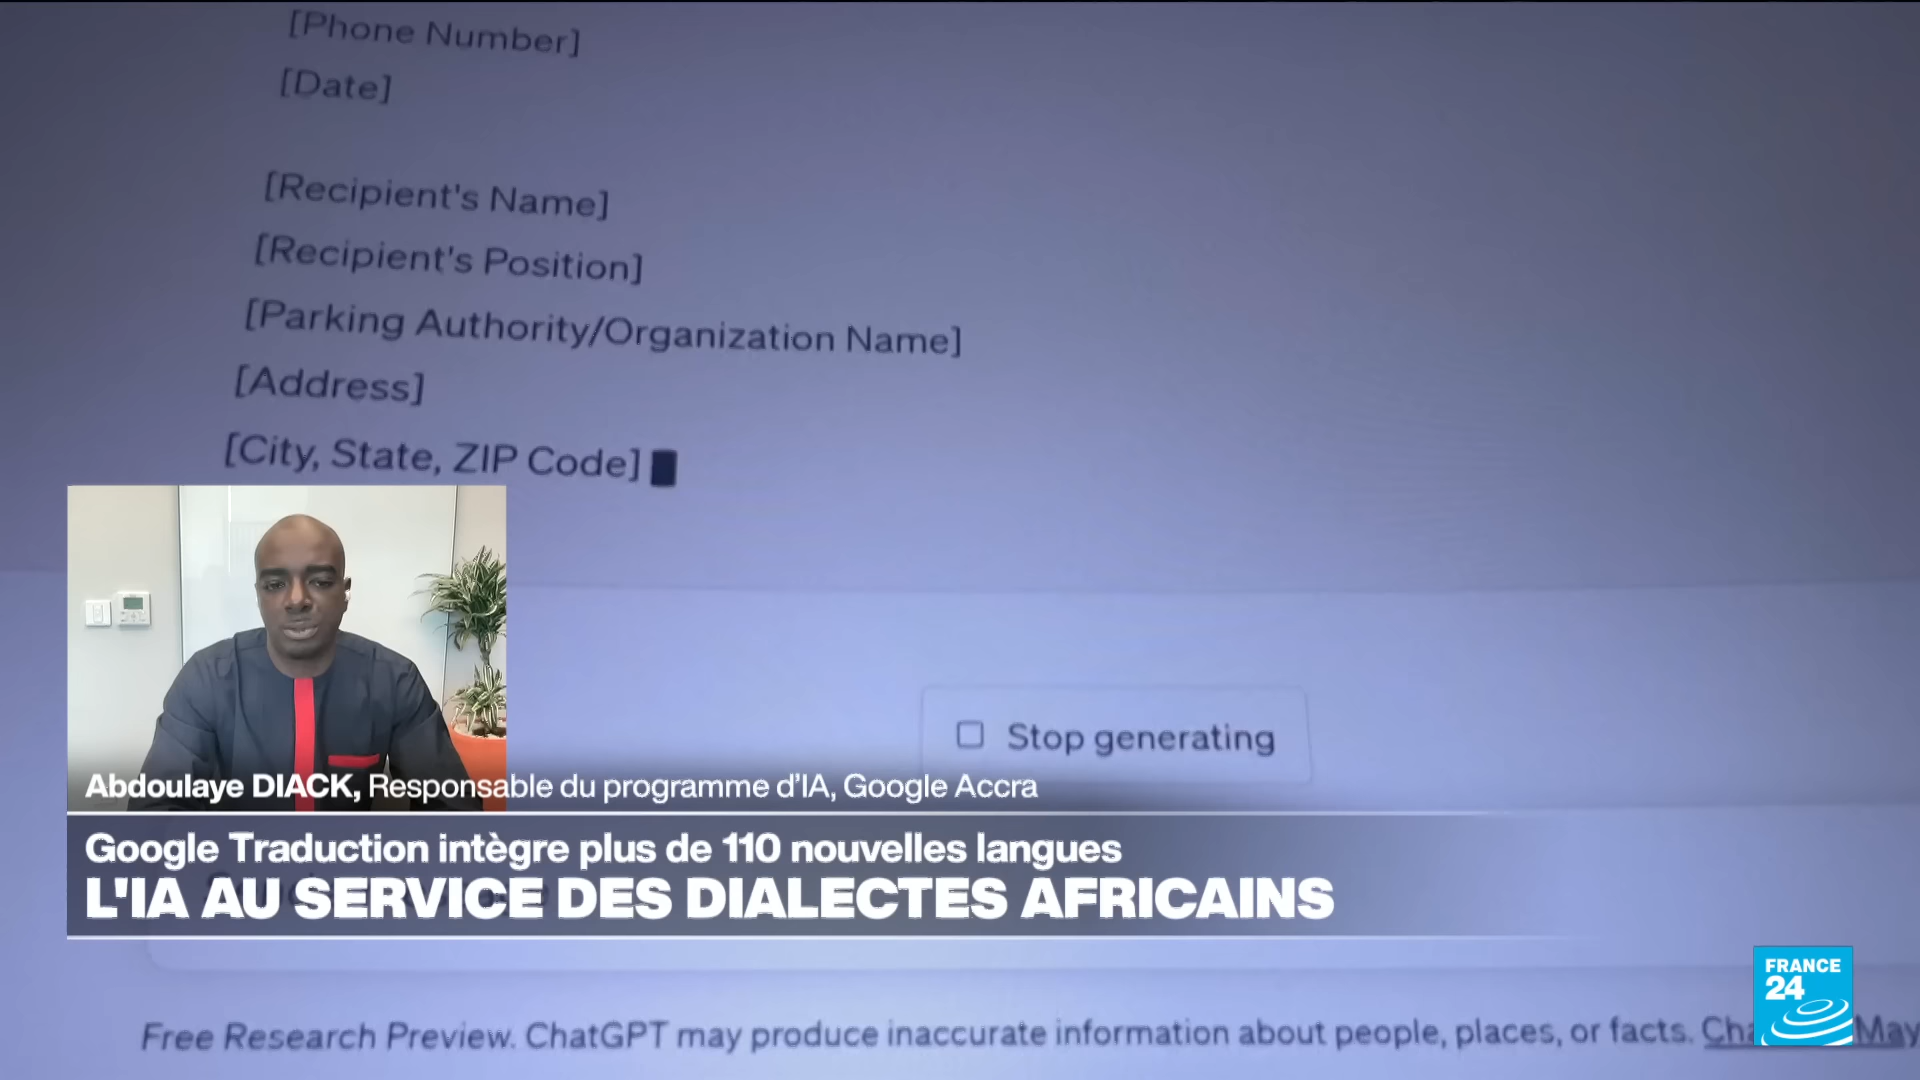 [Phone Number]
[Date]
[Recipient's Name]
[Recipient's Position]
[Parking Authority/Organization Name]
[Address]
[City, State, ZIP Code]
Stop generating
Abdoulaye DIACK, Responsable du programme d'IA, Google Accra
Google Traduction intègre plus de 110 nouvelles langues
L'IA AU SERVICE DES DIALECTES AFRICAINS
FRANCE
24
Free Research Preview. ChatGPT may produce inaccurate information about people, places, or facts. May